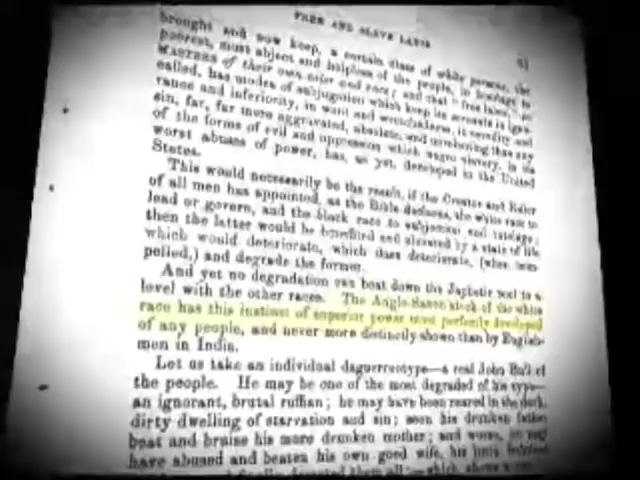 FREE AND SLAVE LABOR
brought and now keep, a certain class of white persons, the
poorest, most abject and helpless of the people, in bondage to
MASTERS of their own color and race; and that "free labor," so
called, has modes of subjugation which keep its servants in igno-
rance and inferiority, in want and wretchedness, in servility and
sin, far, far more aggravated, absolute, and unrelenting than any
of the forms of evil and oppression which negro slavery, in its
worst abuses of power, has, as yet, developed in the United
States.
This would necessarily be the result, if the Creator and Ruler
of all men has appointed, as the Bible declares, the white race to
lead or govern, and the black race to subjection and tutelage;
then the latter would be benefited and elevated by a state of life
which would deteriorate, which does deteriorate, (when com-
pelled,) and degrade the former.
And yet no degradation can beat down the Japhetic soul to a
level with the other races. The Anglo-Saxon stock of the white
race has this instinct of superior power most perfectly developed
of any people, and never more distinctly shown than by English-
men in India.
Let us take an individual daguerreotype—a real John Bull of
the people. He may be one of the most degraded of his type—
an ignorant, brutal ruffian; he may have been reared in the dark,
dirty dwelling of starvation and sin; seen his drunken father
beat and bruise his more drunken mother; and worse, he may
have abused and beaten his own good wife, his